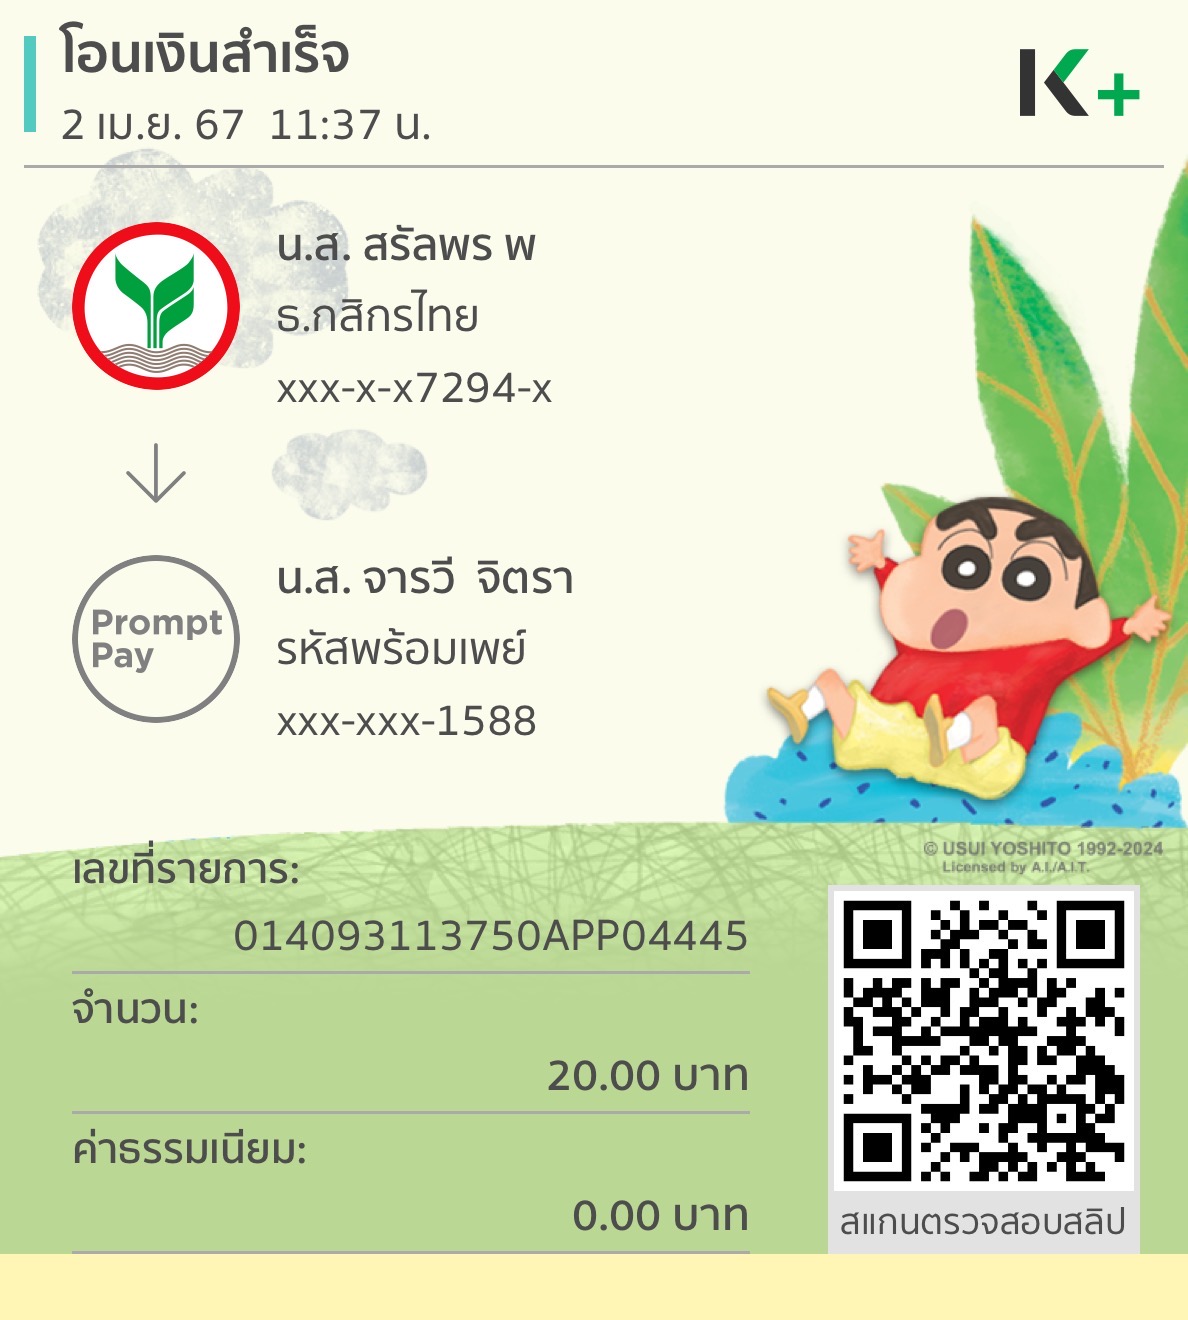 โอนเงินสำเร็จ
2 เม.ย. 67  11:37 น.
K+
น.ส. สรัลพร พ
ธ.กสิกรไทย
xxx-x-x7294-x
Prompt
Pay
น.ส. จารวี  จิตรา
รหัสพร้อมเพย์
xxx-xxx-1588
© USUI YOSHITO 1992-2024
Licensed by A.I./A.I.T.
เลขที่รายการ:
014093113750APP04445
จำนวน:
20.00 บาท
ค่าธรรมเนียม:
0.00 บาท
สแกนตรวจสอบสลิป